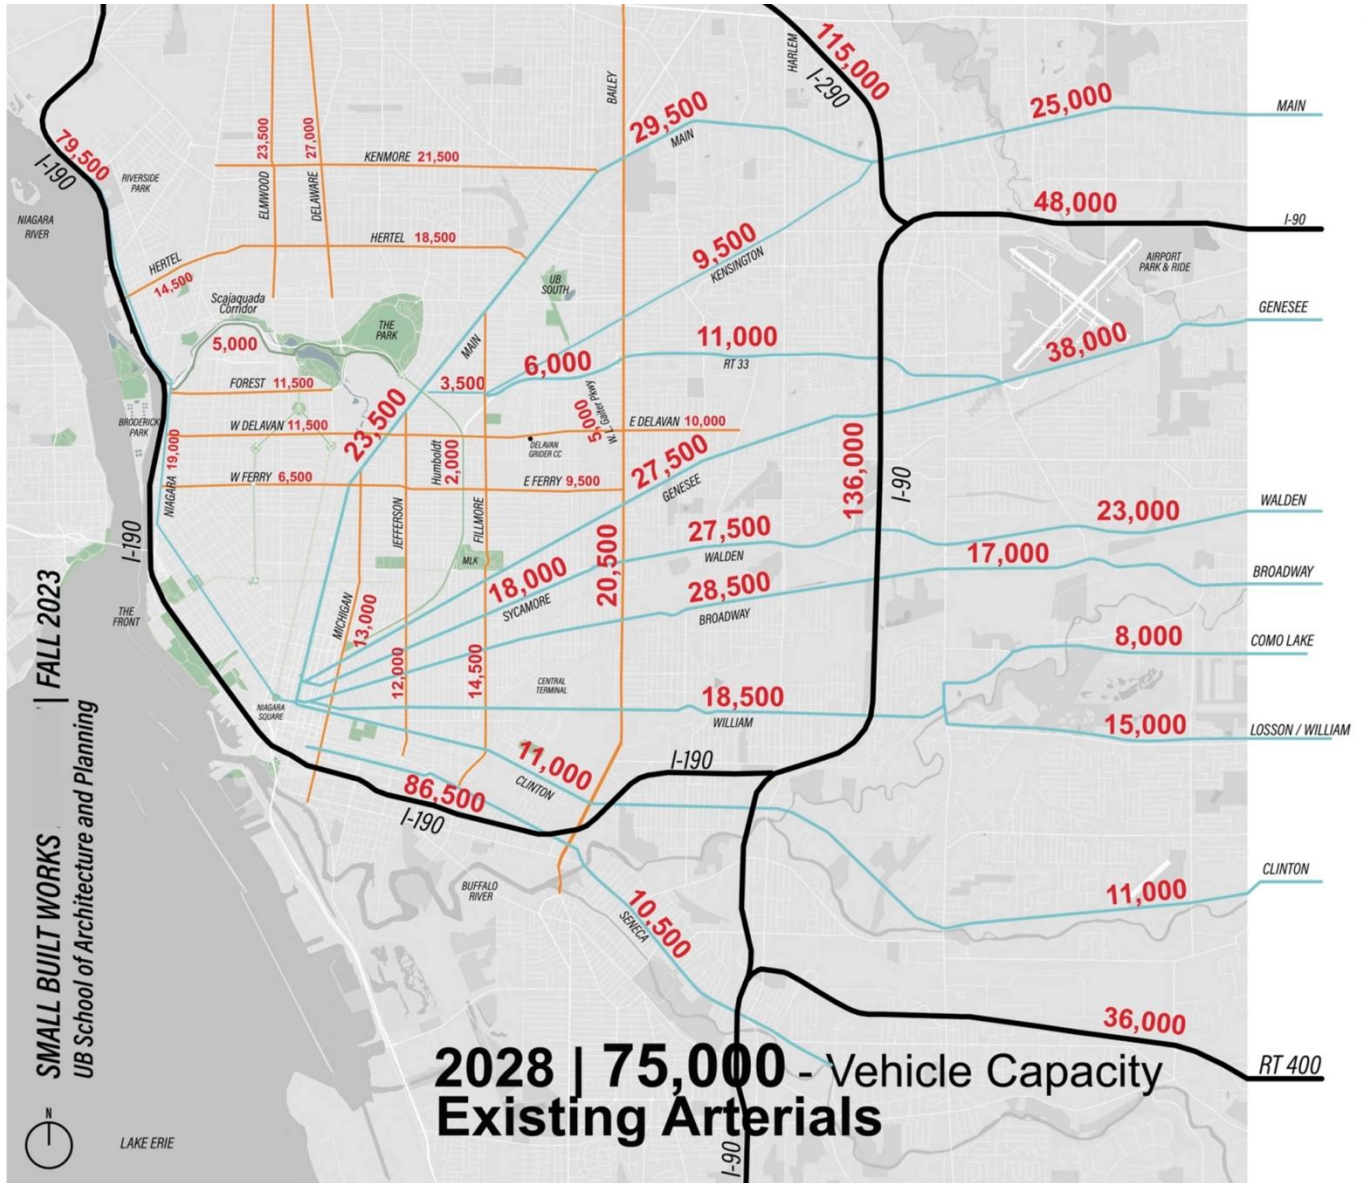 HARLEM
115,000
I-290
BAILEY
29,500
MAIN
25,000
MAIN
79,500
I-190
RIVERSIDE
PARK
23,500
27,000
KENMORE 21,500
ELMWOOD
DELAWARE
48,000
I-90
NIAGARA
RIVER
HERTEL 18,500
HERTEL
14,500
9,500
KENSINGTON
AIRPORT
PARK & RIDE
UB
SOUTH
GENESEE
Scajaquada
Corridor
THE
PARK
5,000
MAIN
6,000
11,000
RT 33
38,000
FOREST 11,500
3,500
23,500
W.L. Gaiter Pkwy
5,000
BRODERICK
PARK
W DELAVAN 11,500
E DELAVAN 10,000
DELAVAN
GRIDER CC
Humboldt
2,000
NIAGARA 19,000
W FERRY 6,500
E FERRY 9,500
27,500
GENESEE
136,000
I-90
I-190
JEFFERSON
FILLMORE
20,500
27,500
WALDEN
23,000
WALDEN
MLK
18,000
SYCAMORE
28,500
BROADWAY
17,000
BROADWAY
THE
FRONT
MICHIGAN
13,000
12,000
14,500
8,000
COMO LAKE
CENTRAL
TERMINAL
NIAGARA
SQUARE
18,500
WILLIAM
15,000
LOSSON / WILLIAM
11,000
CLINTON
I-190
86,500
I-190
BUFFALO
RIVER
10,500
SENECA
11,000
CLINTON
36,000
RT 400
SMALL BUILT WORKS | FALL 2023
UB School of Architecture and Planning
2028 | 75,000 - Vehicle Capacity
Existing Arterials
I-90
N
LAKE ERIE